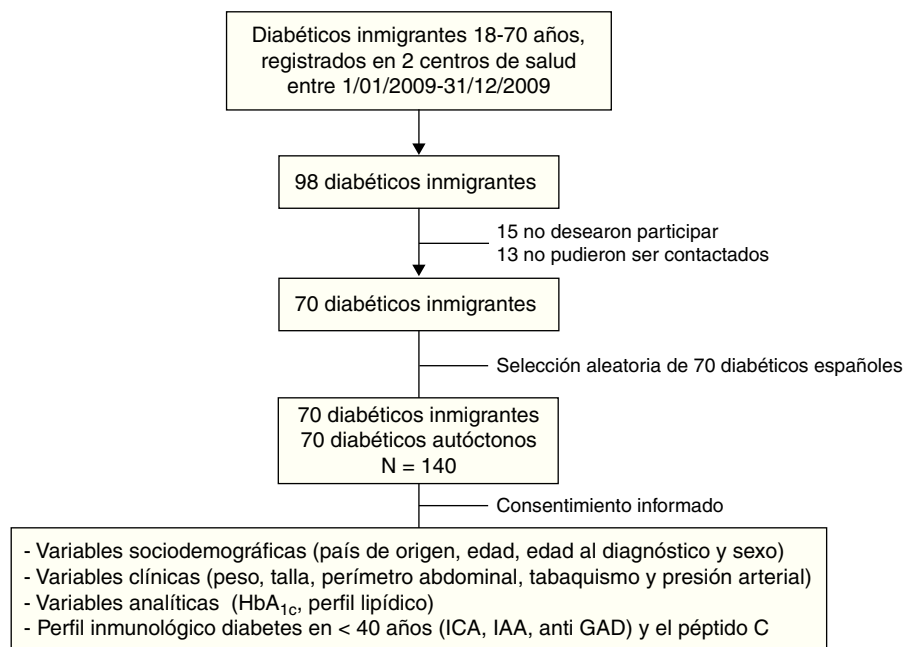 Diabéticos inmigrantes 18-70 años,
registrados en 2 centros de salud
entre 1/01/2009-31/12/2009
98 diabéticos inmigrantes
15 no desearon participar
13 no pudieron ser contactados
70 diabéticos inmigrantes
Selección aleatoria de 70 diabéticos españoles
70 diabéticos inmigrantes
70 diabéticos autóctonos
N = 140
Consentimiento informado
- Variables sociodemográficas (país de origen, edad, edad al diagnóstico y sexo)
- Variables clínicas (peso, talla, perímetro abdominal, tabaquismo y presión arterial)
- Variables analíticas (HbA1c, perfil lipídico)
- Perfil inmunológico diabetes en < 40 años (ICA, IAA, anti GAD) y el péptido C